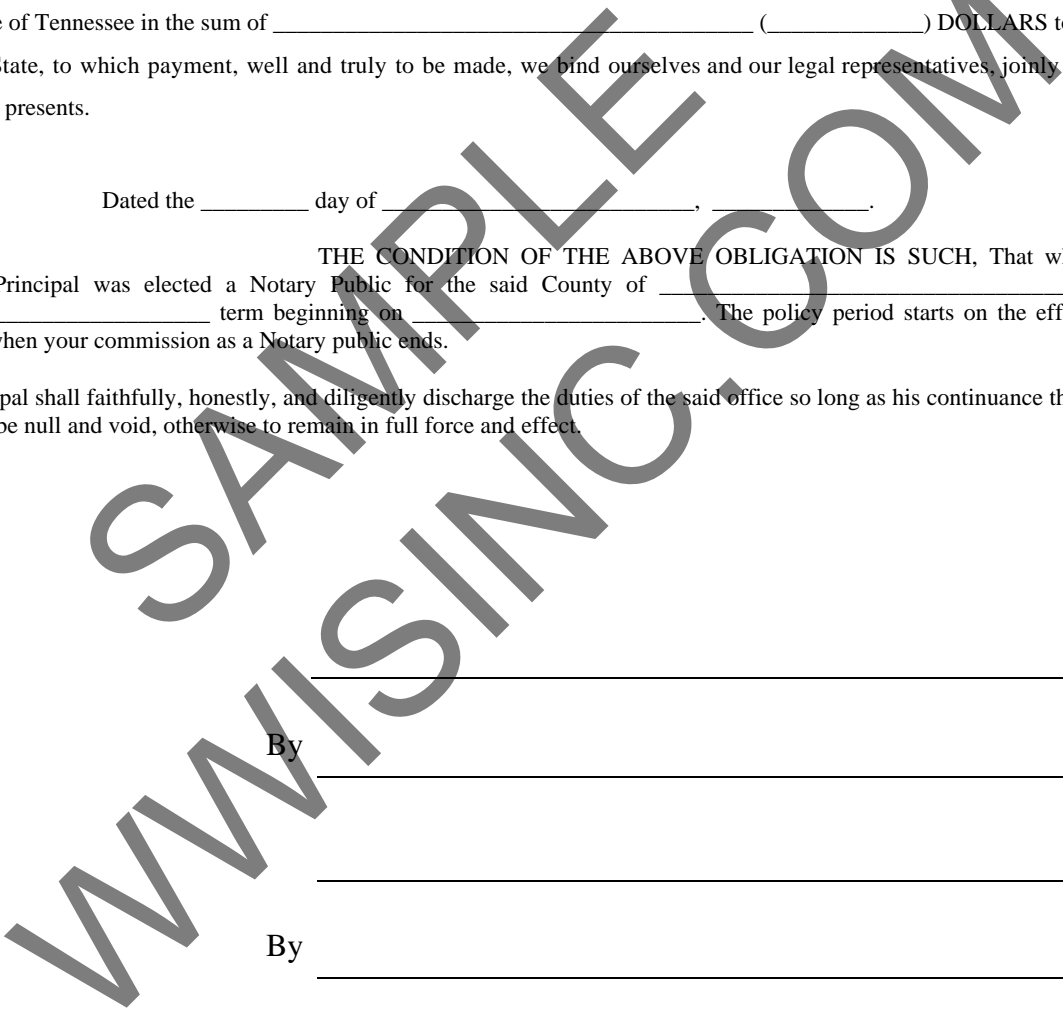 e of Tennessee in the sum of ________________________________________ (_____________) DOLLARS to
State, to which payment, well and truly to be made, we bind ourselves and our legal representatives, joinly
presents.
Dated the _________ day of __________________________, _____________.
THE CONDITION OF THE ABOVE OBLIGATION IS SUCH, That wh
Principal was elected a Notary Public for the said County of __________________________________
__________________ term beginning on ________________________. The policy period starts on the eff
when your commission as a Notary public ends.
pal shall faithfully, honestly, and diligently discharge the duties of the said office so long as his continuance th
be null and void, otherwise to remain in full force and effect.
By
By
SAMPLE
WWISINC.COM